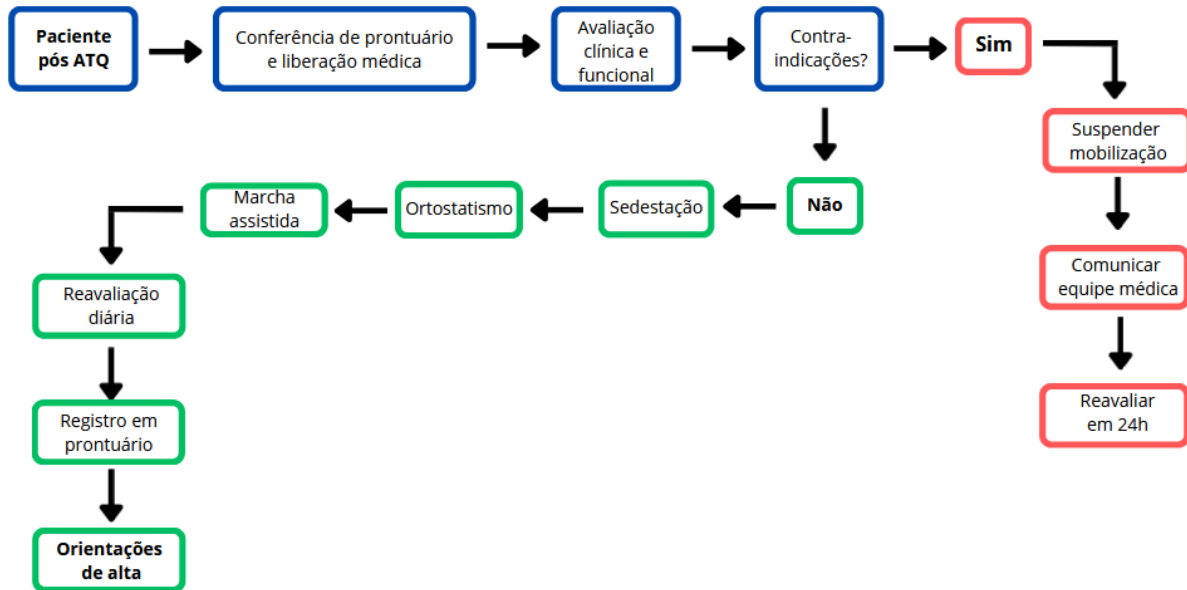 Paciente
pós ATQ
Conferência de prontuário
e liberação médica
Avaliação
clínica e
funcional
Contra-
indicações?
Sim
Suspender
mobilização
Comunicar
equipe médica
Reavaliar
em 24h
Não
Sedestação
Ortostatismo
Marcha
assistida
Reavaliação
diária
Registro em
prontuário
Orientações
de alta